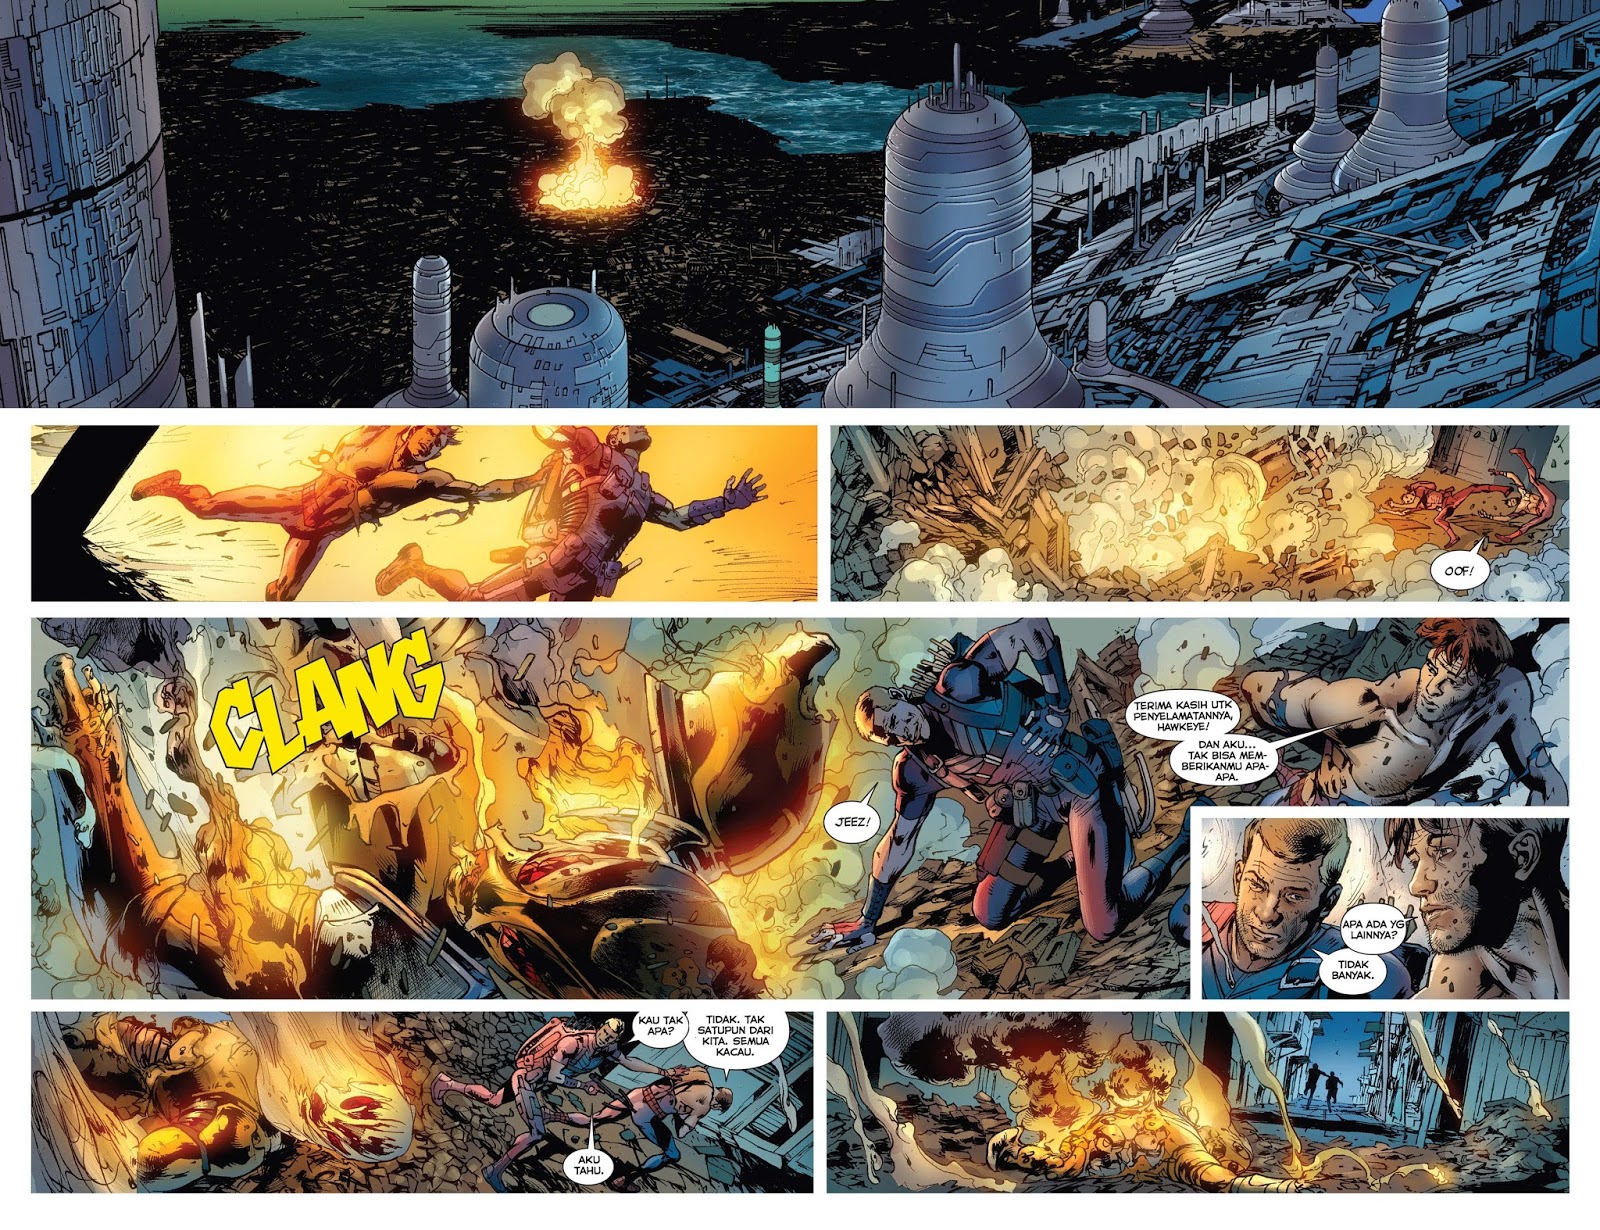 OOF!
CLANG
JEEZ!
TERIMA KASIH UTK
PENYELAMATANNYA,
HAWKEYE!
DAN AKU...
TAK BISA MEM-
BERIKANMU APA-
APA.
APA ADA YG
LAINNYA?
TIDAK
BANYAK.
KAU TAK
APA?
TIDAK. TAK
SATUPUN DARI
KITA. SEMUA
KACAU.
AKU
TAHU.